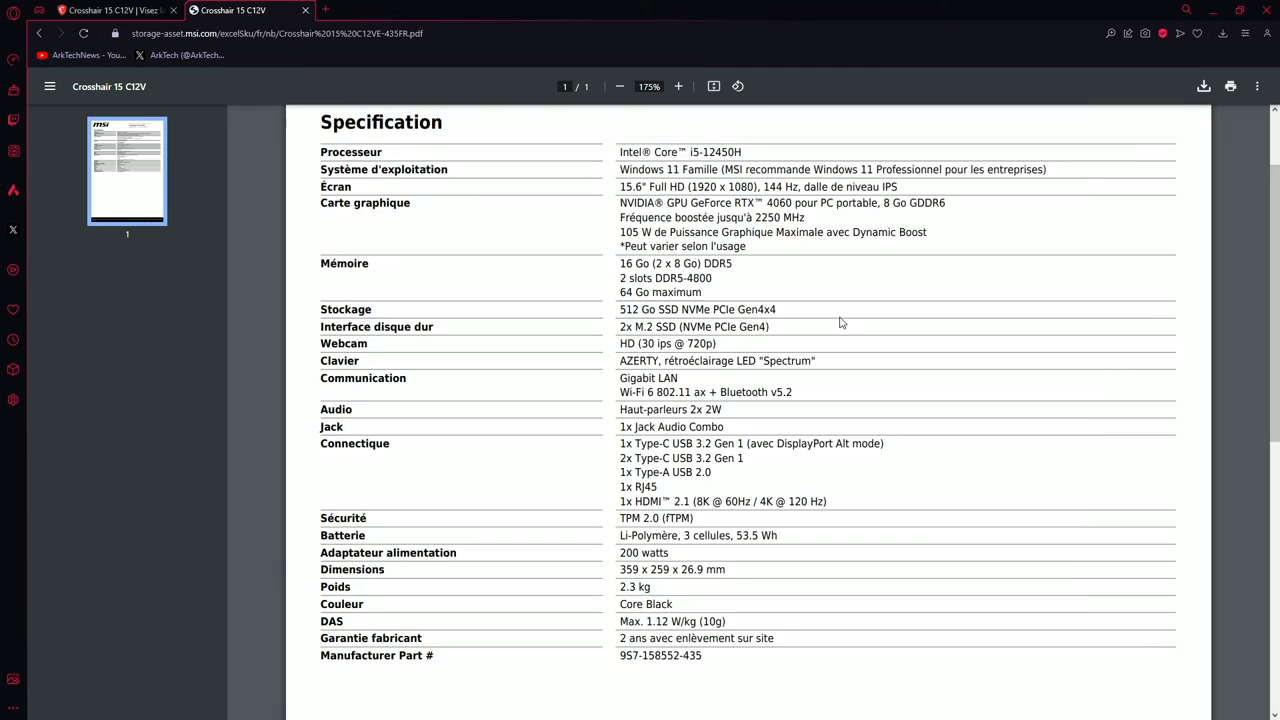 Crosshair 15 C12V | Visez l
Crosshair 15 C12V
storage-asset.msi.com/excelSku/fr/nb/Crosshair%2015%20C12VE-435FR.pdf
ArkTechNews - You...
ArkTech (@ArkTech...
Crosshair 15 C12V
1 / 1
175%
msi
1
Specification
Processeur Intel® Core™ i5-12450H
Système d'exploitation Windows 11 Famille (MSI recommande Windows 11 Professionnel pour les entreprises)
Écran 15.6" Full HD (1920 x 1080), 144 Hz, dalle de niveau IPS
Carte graphique NVIDIA® GPU GeForce RTX™ 4060 pour PC portable, 8 Go GDDR6
Fréquence boostée jusqu'à 2250 MHz
105 W de Puissance Graphique Maximale avec Dynamic Boost
*Peut varier selon l'usage
Mémoire 16 Go (2 x 8 Go) DDR5
2 slots DDR5-4800
64 Go maximum
Stockage 512 Go SSD NVMe PCIe Gen4x4
Interface disque dur 2x M.2 SSD (NVMe PCIe Gen4)
Webcam HD (30 ips @ 720p)
Clavier AZERTY, rétroéclairage LED "Spectrum"
Communication Gigabit LAN
Wi-Fi 6 802.11 ax + Bluetooth v5.2
Audio Haut-parleurs 2x 2W
Jack 1x Jack Audio Combo
Connectique 1x Type-C USB 3.2 Gen 1 (avec DisplayPort Alt mode)
2x Type-C USB 3.2 Gen 1
1x Type-A USB 2.0
1x RJ45
1x HDMI™ 2.1 (8K @ 60Hz / 4K @ 120 Hz)
Sécurité TPM 2.0 (fTPM)
Batterie Li-Polymère, 3 cellules, 53.5 Wh
Adaptateur alimentation 200 watts
Dimensions 359 x 259 x 26.9 mm
Poids 2.3 kg
Couleur Core Black
DAS Max. 1.12 W/kg (10g)
Garantie fabricant 2 ans avec enlèvement sur site
Manufacturer Part # 9S7-158552-435